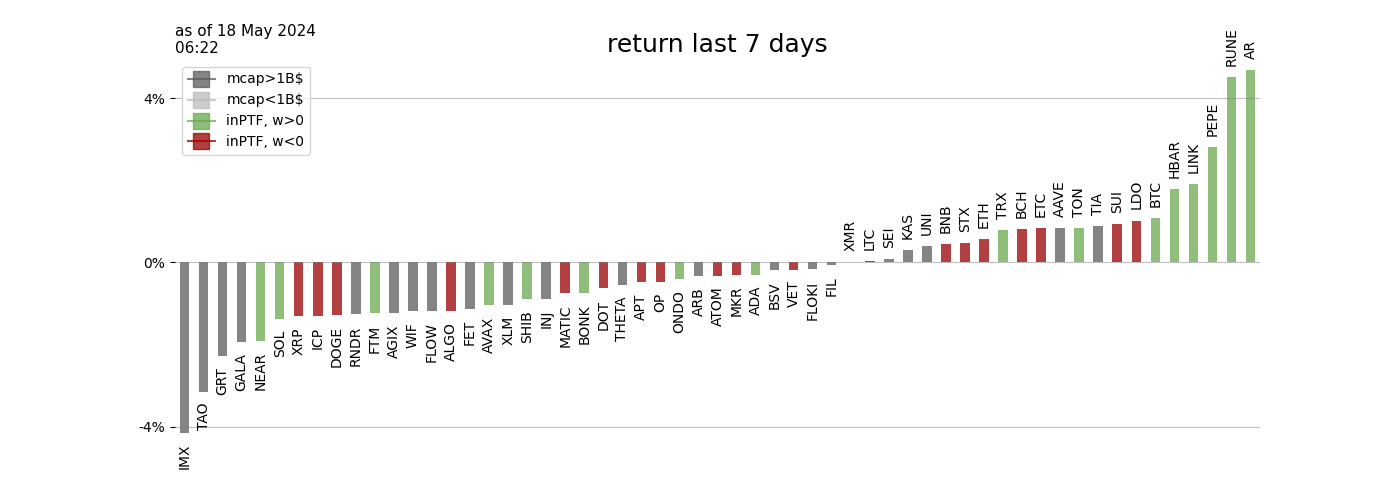 as of 18 May 2024
06:22
return last 7 days
mcap>1B$
mcap<1B$
inPTF, w>0
inPTF, w<0
4%
0%
-4%
IMX
TAO
GRT
GALA
NEAR
SOL
XRP
ICP
DOGE
RNDR
FTM
AGIX
WIF
FLOW
ALGO
FET
AVAX
XLM
SHIB
INJ
MATIC
BONK
DOT
THETA
APT
OP
ONDO
ARB
ATOM
MKR
ADA
BSV
VET
FLOKI
FIL
XMR
LTC
SEI
KAS
UNI
BNB
STX
ETH
TRX
BCH
ETC
AAVE
TON
TIA
SUI
LDO
BTC
HBAR
LINK
PEPE
RUNE
AR